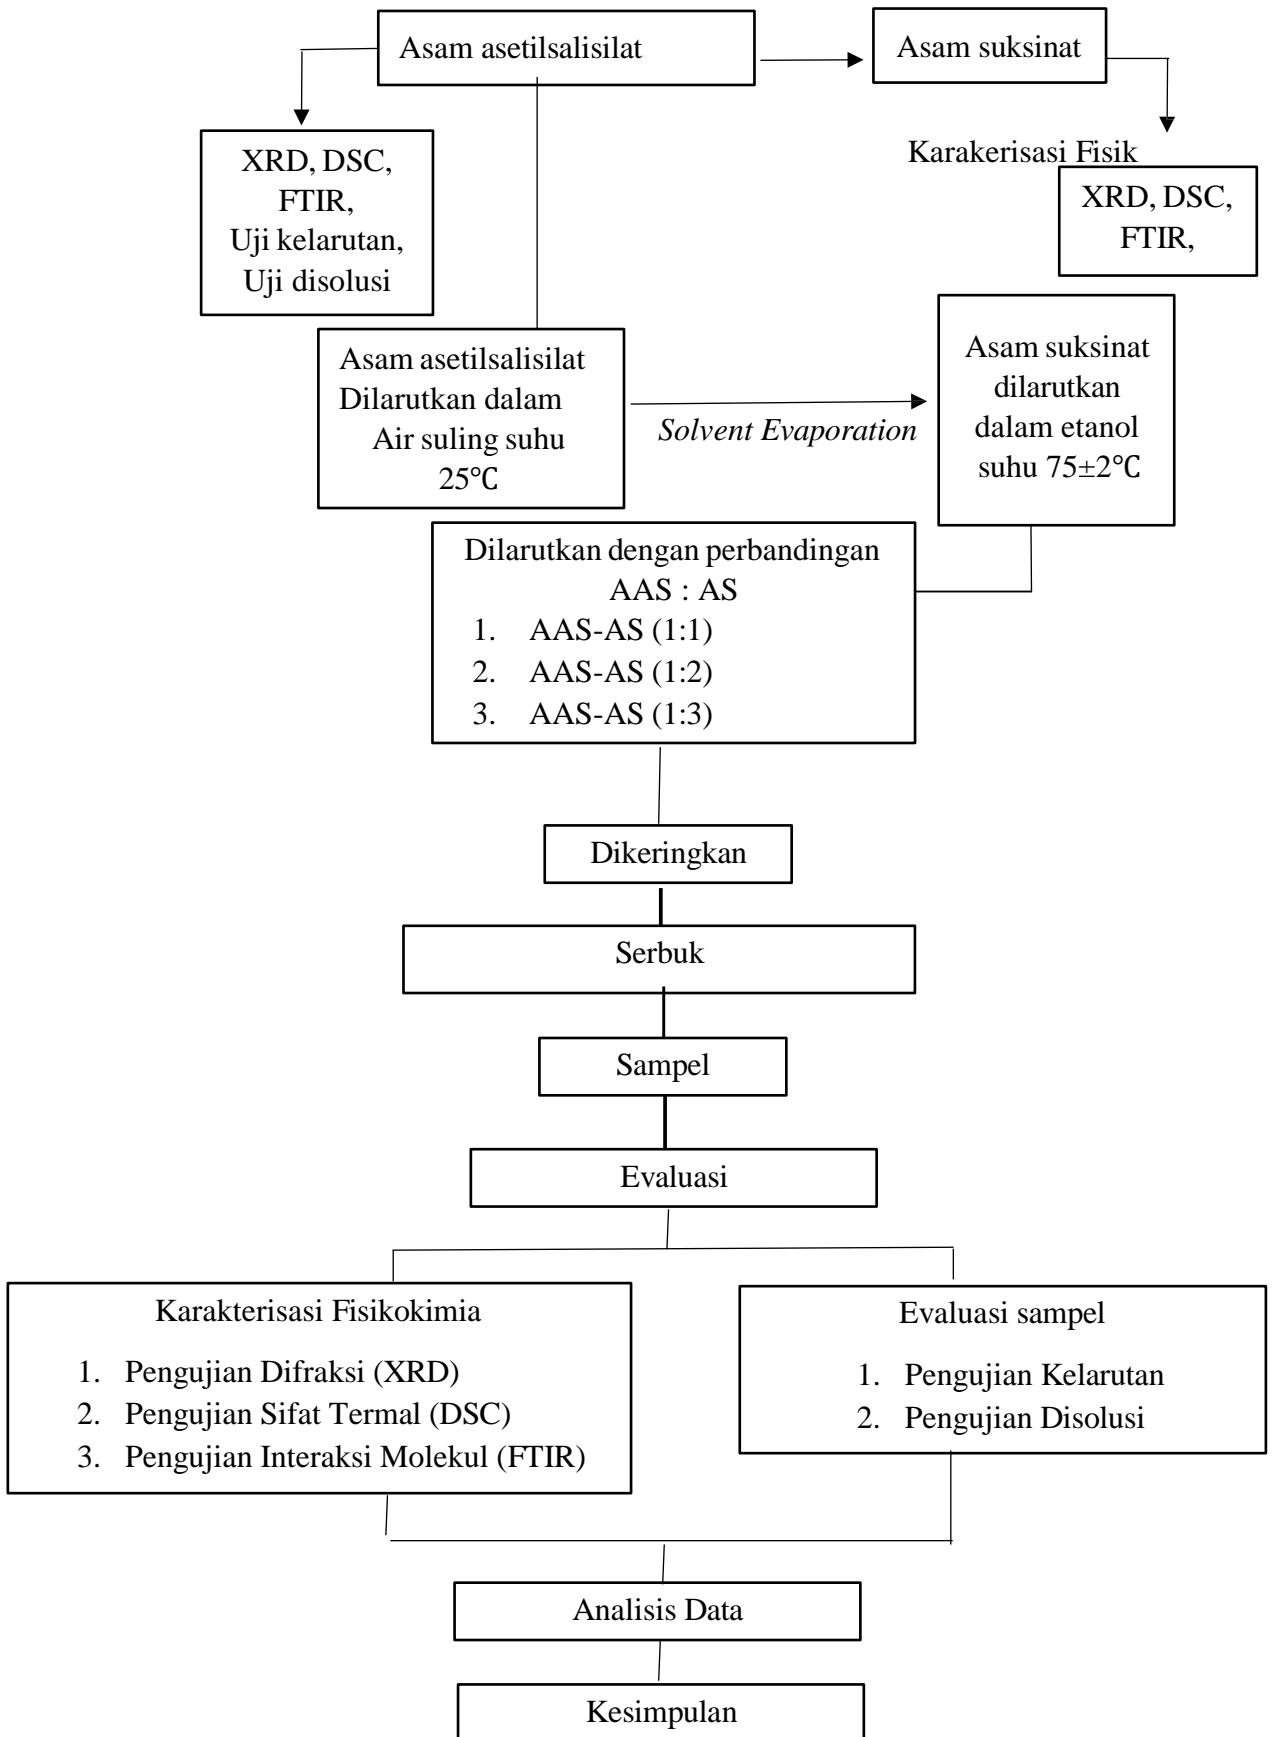 Asam asetilsalisilat
Asam suksinat
XRD, DSC,
FTIR,
Uji kelarutan,
Uji disolusi
Karakerisasi Fisik
XRD, DSC,
FTIR,
Asam asetilsalisilat
Dilarutkan dalam
Air suling suhu
25℃
Solvent Evaporation
Asam suksinat
dilarutkan
dalam etanol
suhu 75±2℃
Dilarutkan dengan perbandingan
AAS : AS
1. AAS-AS (1:1)
2. AAS-AS (1:2)
3. AAS-AS (1:3)
Dikeringkan
Serbuk
Sampel
Evaluasi
Karakterisasi Fisikokimia
1. Pengujian Difraksi (XRD)
2. Pengujian Sifat Termal (DSC)
3. Pengujian Interaksi Molekul (FTIR)
Evaluasi sampel
1. Pengujian Kelarutan
2. Pengujian Disolusi
Analisis Data
Kesimpulan